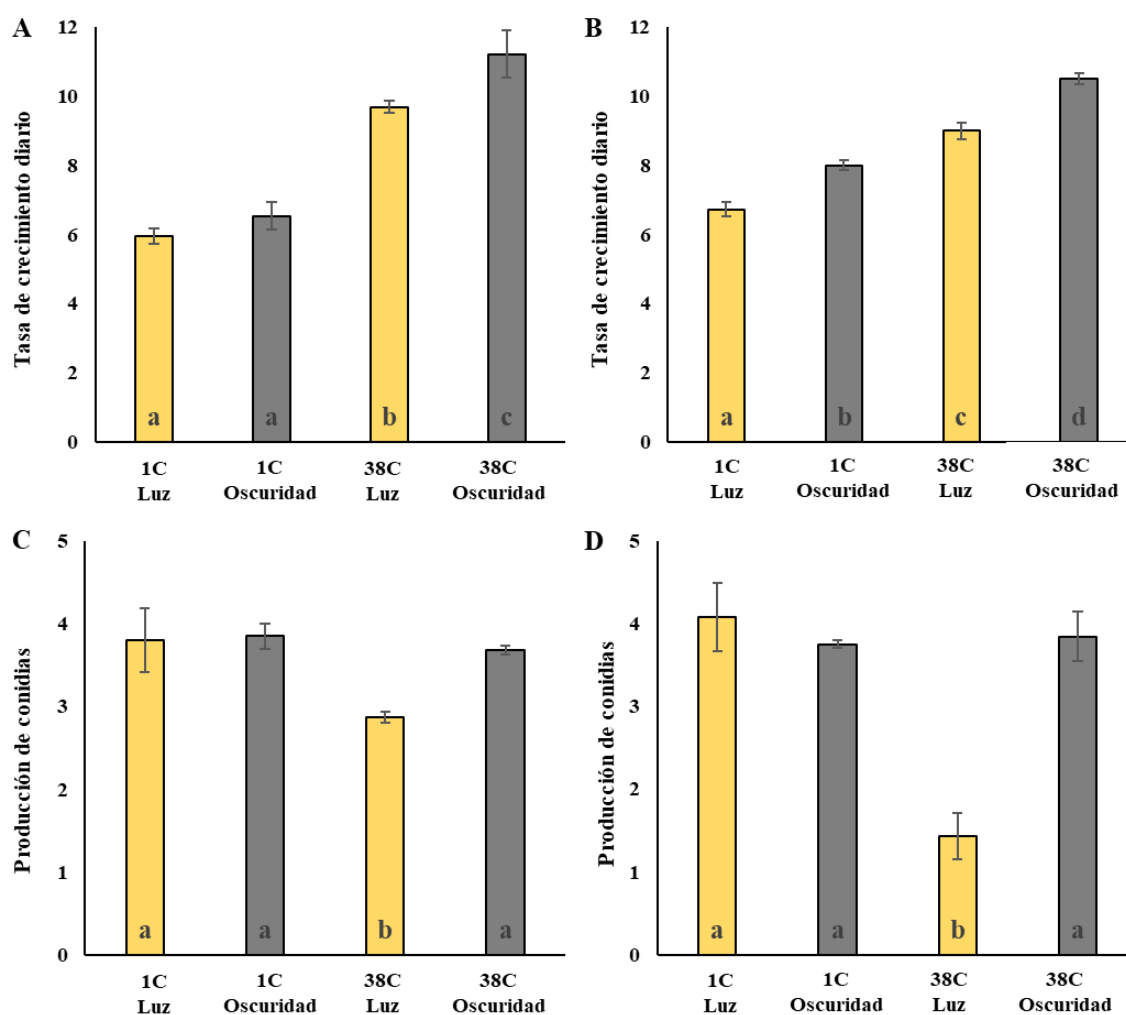 A
Tasa de crecimiento diario
12
10
8
6
4
2
0
a
a
b
c
1C
Luz
1C
Oscuridad
38C
Luz
38C
Oscuridad
B
Tasa de crecimiento diario
12
10
8
6
4
2
0
a
b
c
d
1C
Luz
1C
Oscuridad
38C
Luz
38C
Oscuridad
C
Producción de conidias
5
4
3
2
1
0
a
a
b
a
1C
Luz
1C
Oscuridad
38C
Luz
38C
Oscuridad
D
Producción de conidias
5
4
3
2
1
0
a
a
b
a
1C
Luz
1C
Oscuridad
38C
Luz
38C
Oscuridad